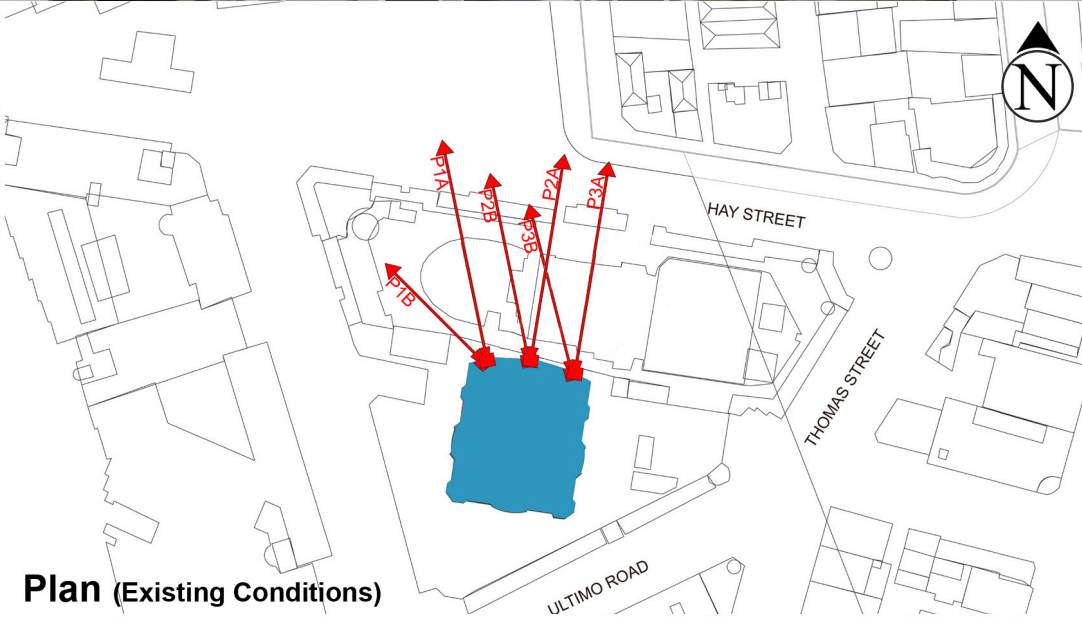 N
P1A
P2B
P2A
P3A
P3B
P1B
HAY STREET
THOMAS STREET
ULTIMO ROAD
Plan (Existing Conditions)